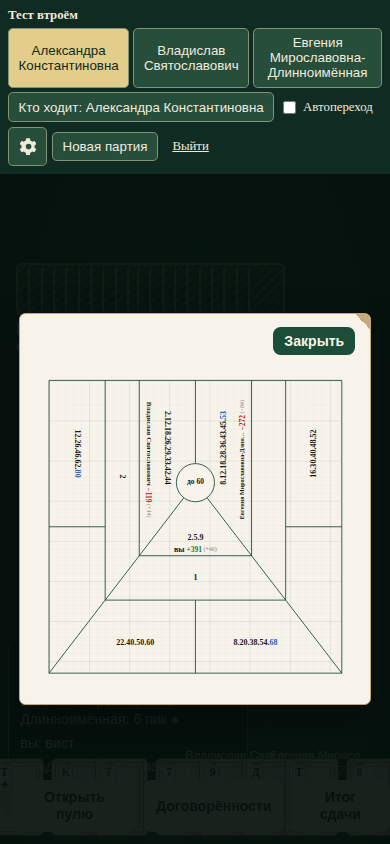 Тест втроём
Александра
Константиновна
Владислав
Святославович
Евгения
Мирославовна-
Длинноимённая
Кто ходит: Александра Константиновна
Автопереход
Новая партия
Выйти
Закрыть
12.26.46.62.80
2
Владислав Святославович −119 (−44)
2.12.18.26.29.33.42.44
до 60
8.12.18.28.36.43.45.53
Евгения Мирославовна-Длин... −272
16.30.40.48.52
2.5.9
вы +391 (+48)
1
22.40.50.60
8.20.38.54.68
Длинноимённая: 6 пик ♠
вы: вист
Открыть
пулю
Договорённости
Итог
сдачи